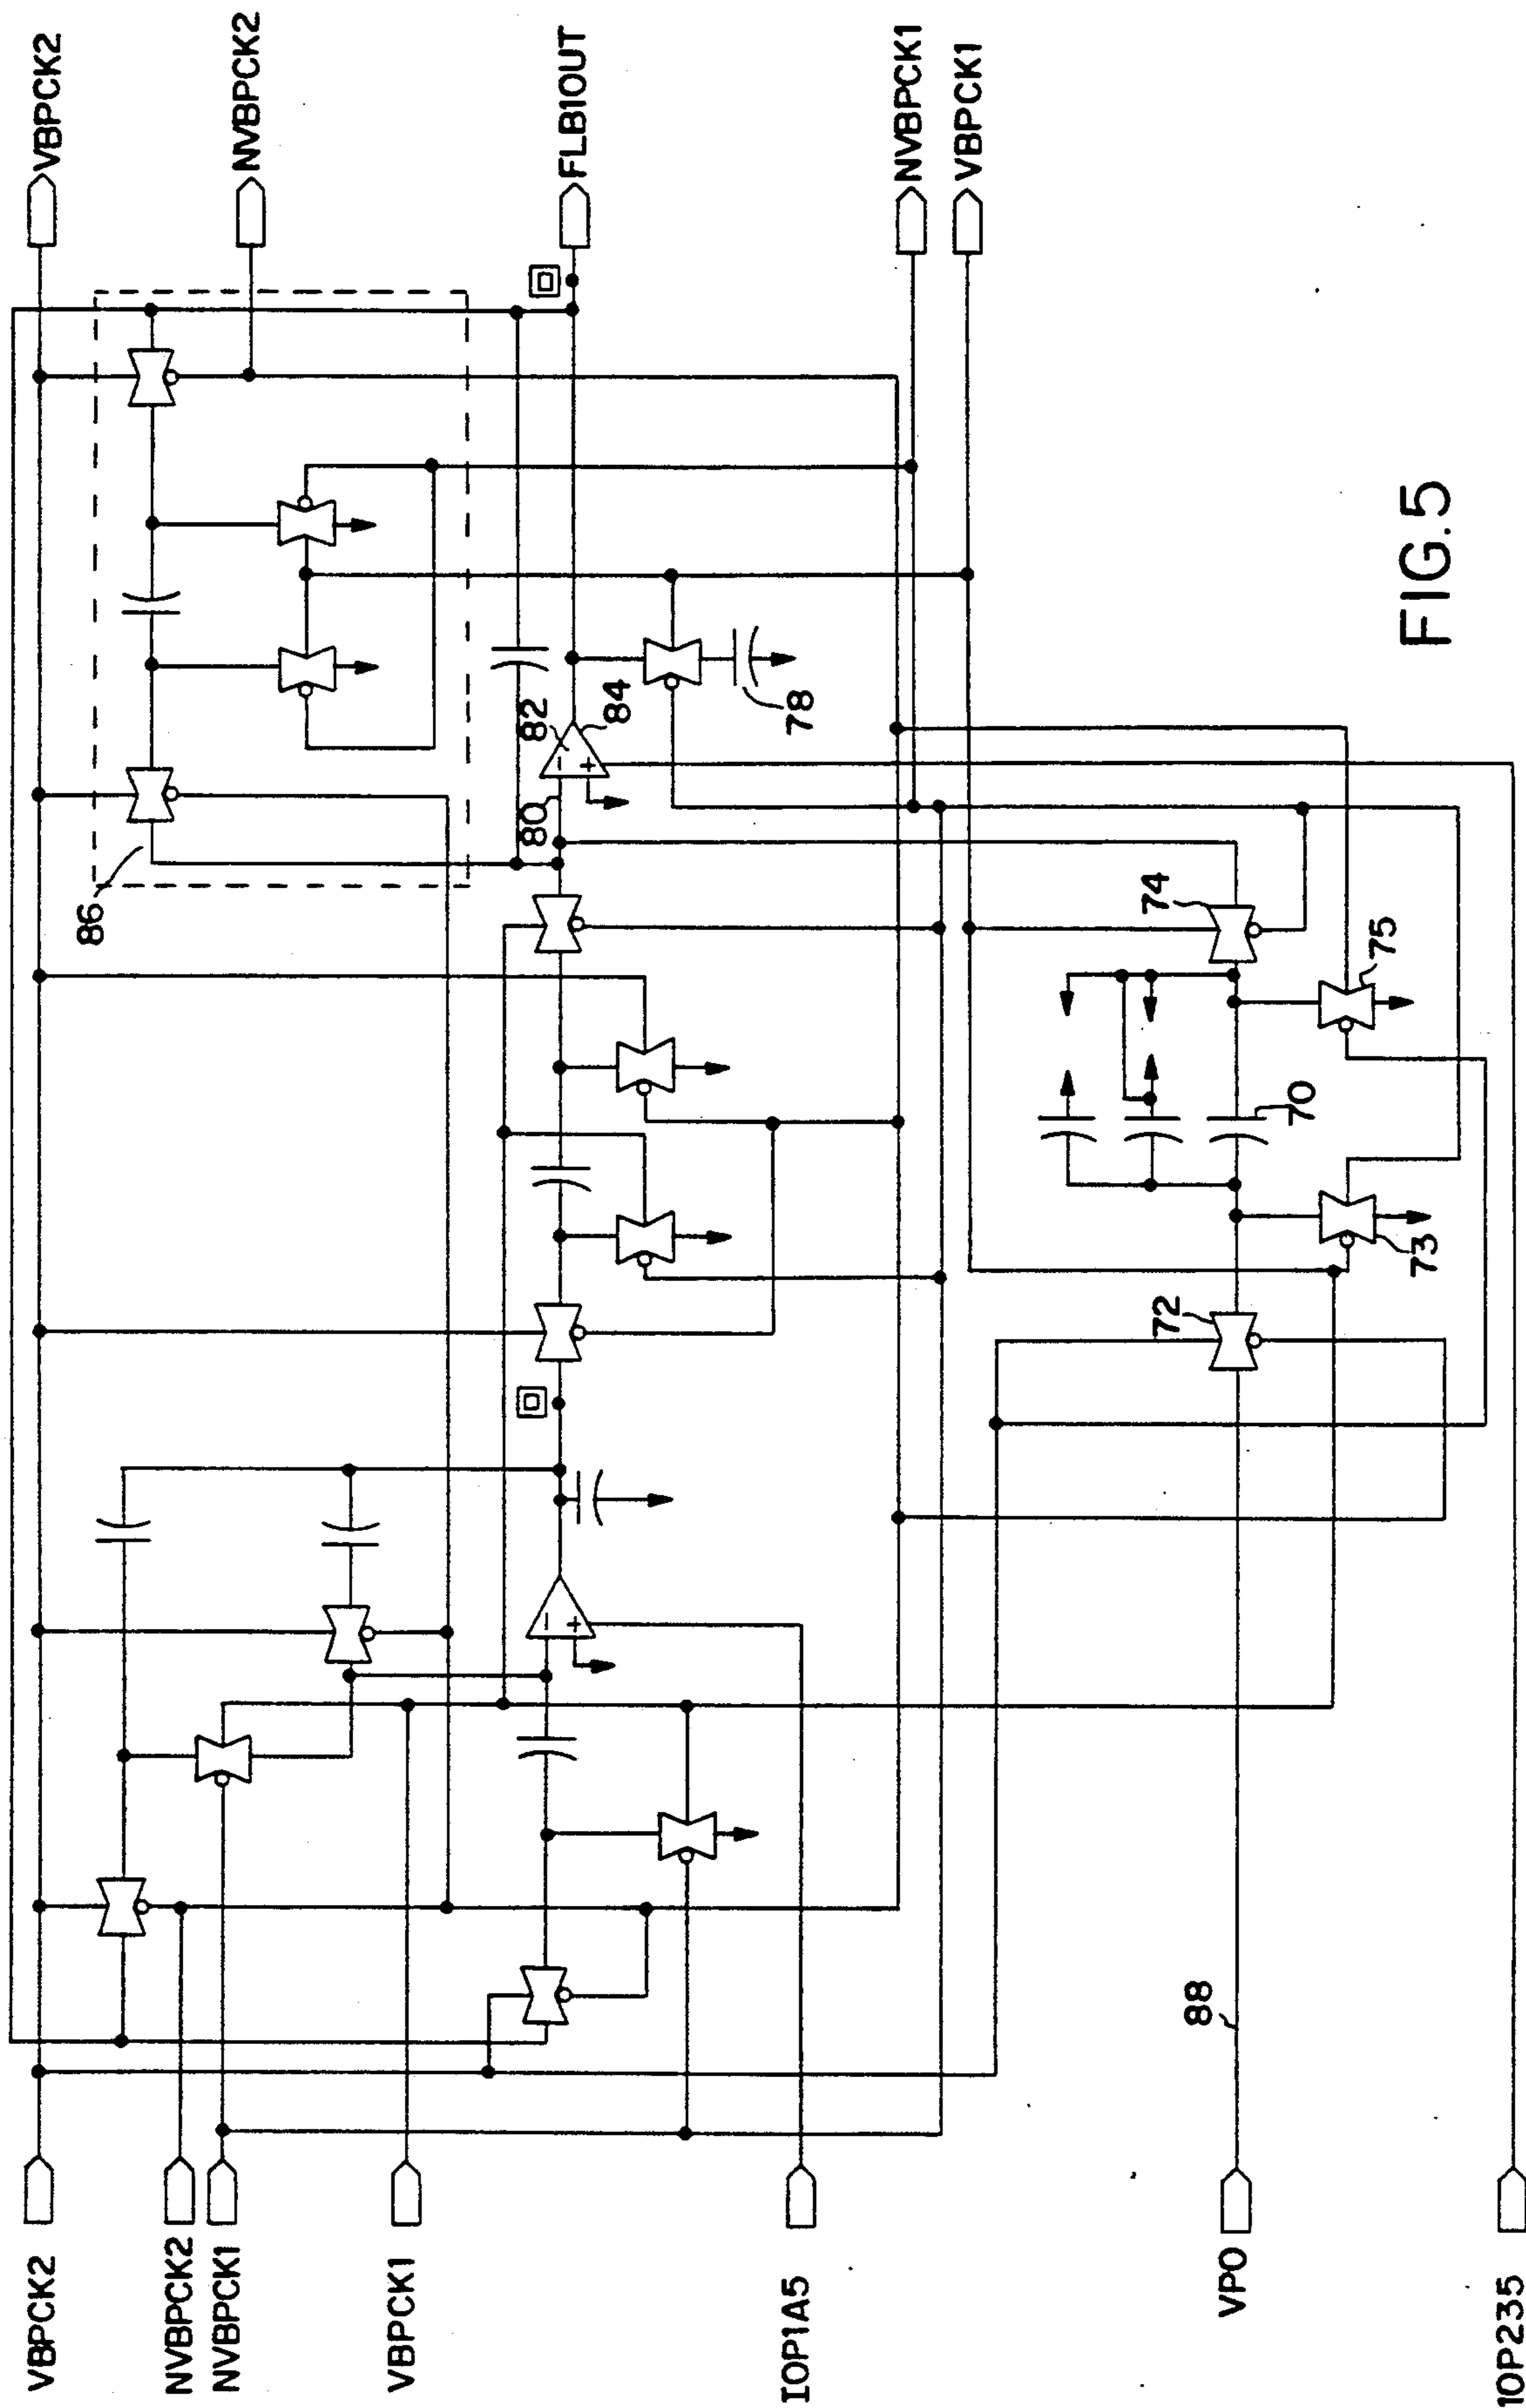 VBPCK2
VBPCK2
86
NVBPCK2
NVBPCK1
NVBPCK2
VBPCK1
80
82
FLB1OUT
84
IOP1A5
78
NVBPCK1
VBPCK1
72
74
88
VPO
70
73
75
FIG.5
IOP235